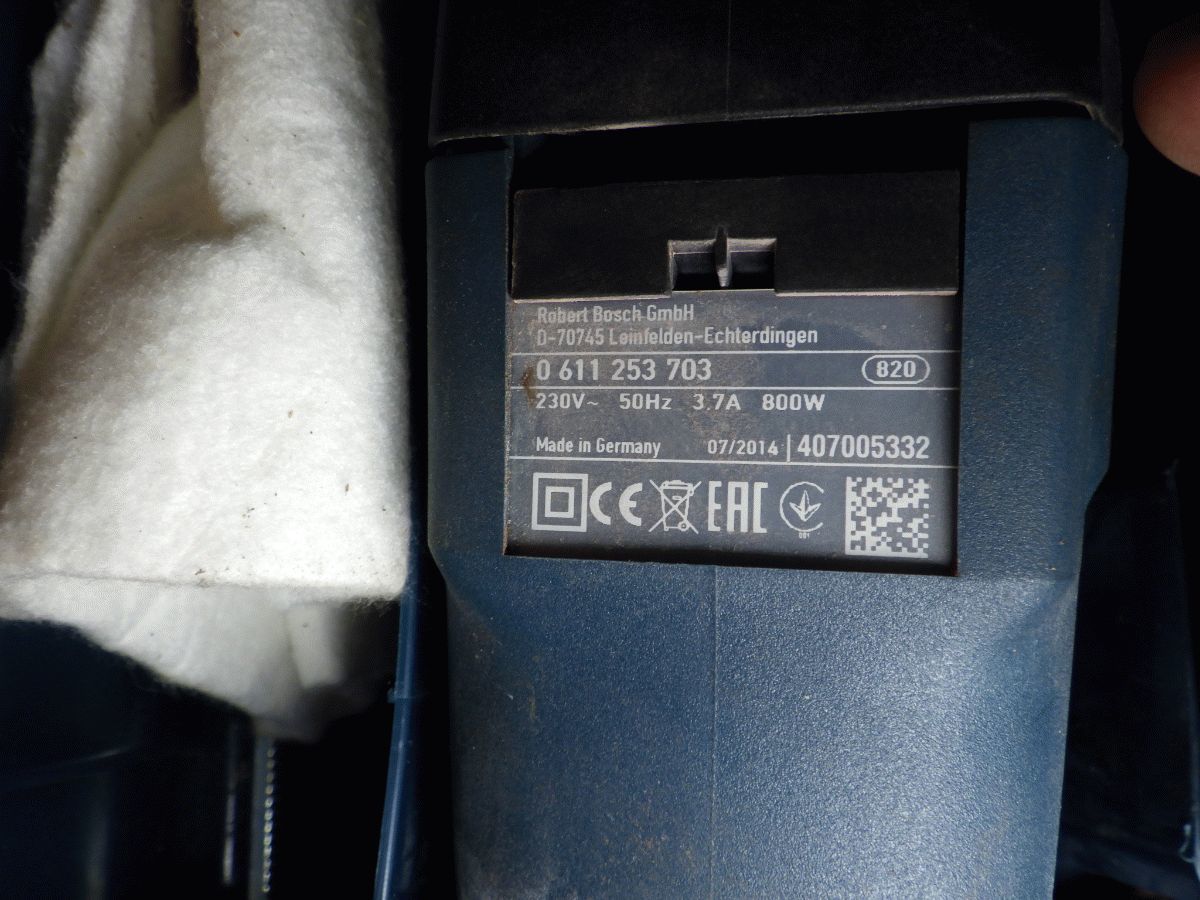 Robert Bosch GmbH
D-70745 Leinfelden-Echterdingen
0 611 253 703 820
230V~ 50Hz 3.7A 800W
Made in Germany 07/2014 | 407005332
CE EAC
001